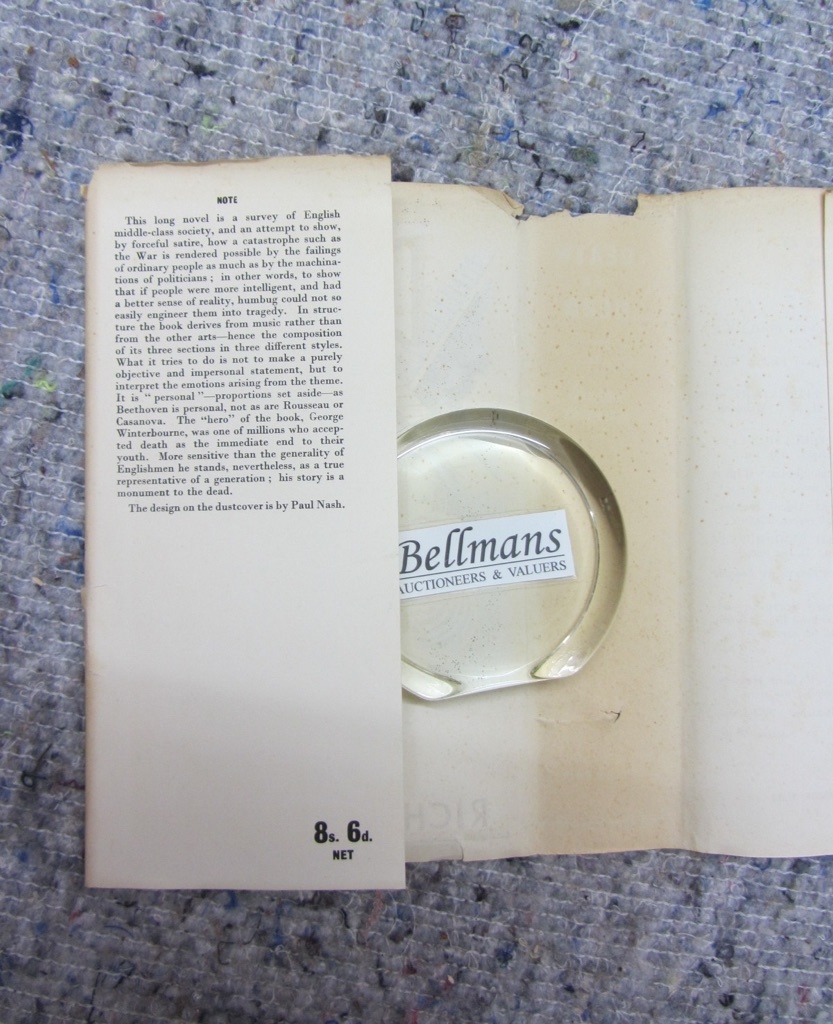 NOTE
This long novel is a survey of English
middle-class society, and an attempt to show,
by forceful satire, how a catastrophe such as
the War is rendered possible by the failings
of ordinary people as much as by the machina-
tions of politicians ; in other words, to show
that if people were more intelligent, and had
a better sense of reality, humbug could not so
easily engineer them into tragedy. In struc-
ture the book derives from music rather than
from the other arts—hence the composition
of its three sections in three different styles.
What it tries to do is not to make a purely
objective and impersonal statement, but to
interpret the emotions arising from the theme.
It is “ personal ”—proportions set aside—as
Beethoven is personal, not as are Rousseau or
Casanova. The “hero” of the book, George
Winterbourne, was one of millions who accep-
ted death as the immediate end to their
youth. More sensitive than the generality of
Englishmen he stands, nevertheless, as a true
representative of a generation ; his story is a
monument to the dead.
The design on the dustcover is by Paul Nash.
8s. 6d.
NET
Bellmans
AUCTIONEERS & VALUERS
RICH